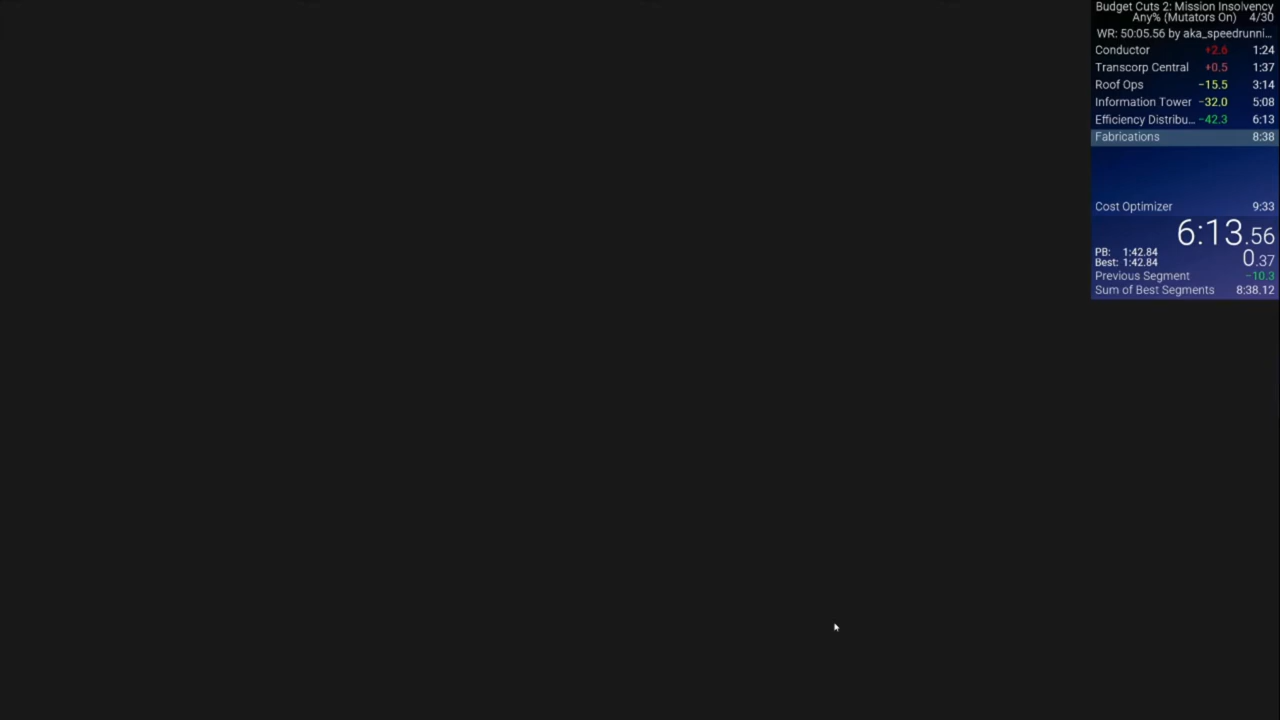 Budget Cuts 2: Mission Insolvency
Any% (Mutators On) 4/30
WR: 50:05.56 by aka_speedrunni...
Conductor +2.6 1:24
Transcorp Central +0.5 1:37
Roof Ops −15.5 3:14
Information Tower −32.0 5:08
Efficiency Distribu... −42.3 6:13
Fabrications 8:38
Cost Optimizer 9:33
6:13.56
PB: 1:42.84
Best: 1:42.84 0.37
Previous Segment −10.3
Sum of Best Segments 8:38.12